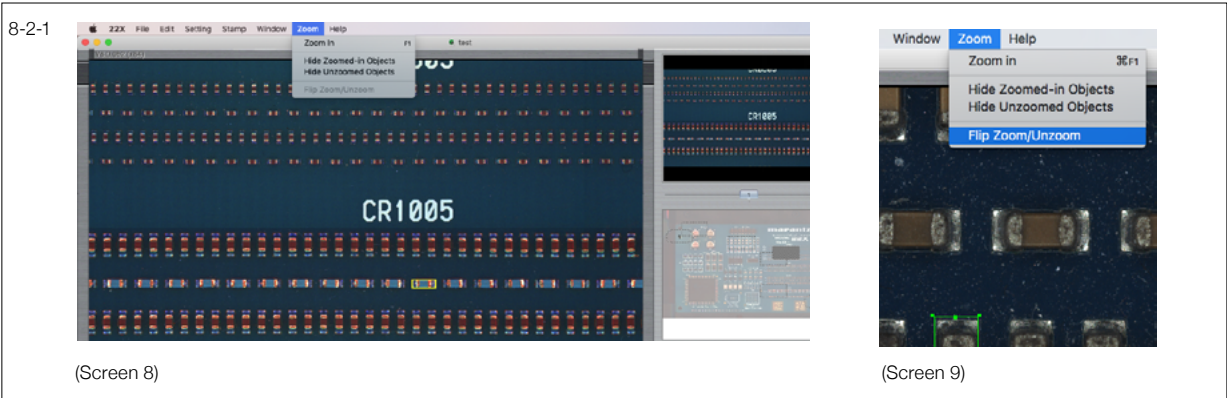 8-2-1
22X File Edit Setting Stamp Window Zoom Help
Zoom In F1
test
Hide Zoomed-in Objects
Hide Unzoomed Objects
Flip Zoom/Unzoom
CR1005
CR1005
(Screen 8)
Window Zoom Help
Zoom in ⌘F1
Hide Zoomed-in Objects
Hide Unzoomed Objects
Flip Zoom/Unzoom
(Screen 9)